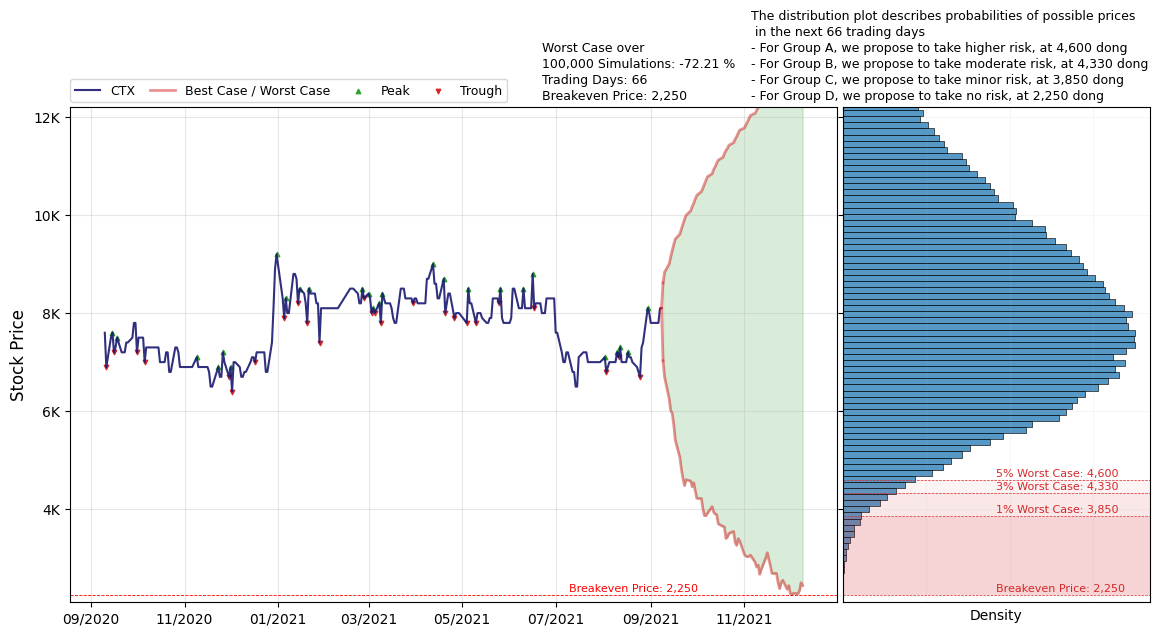 The distribution plot describes probabilities of possible prices
in the next 66 trading days
- For Group A, we propose to take higher risk, at 4,600 dong
- For Group B, we propose to take moderate risk, at 4,330 dong
- For Group C, we propose to take minor risk, at 3,850 dong
- For Group D, we propose to take no risk, at 2,250 dong
Worst Case over
100,000 Simulations: -72.21 %
Trading Days: 66
Breakeven Price: 2,250
CTX
Best Case / Worst Case
Peak
Trough
Stock Price
12K
10K
8K
6K
4K
Breakeven Price: 2,250
09/2020
11/2020
01/2021
03/2021
05/2021
07/2021
09/2021
11/2021
5% Worst Case: 4,600
3% Worst Case: 4,330
1% Worst Case: 3,850
Breakeven Price: 2,250
Density